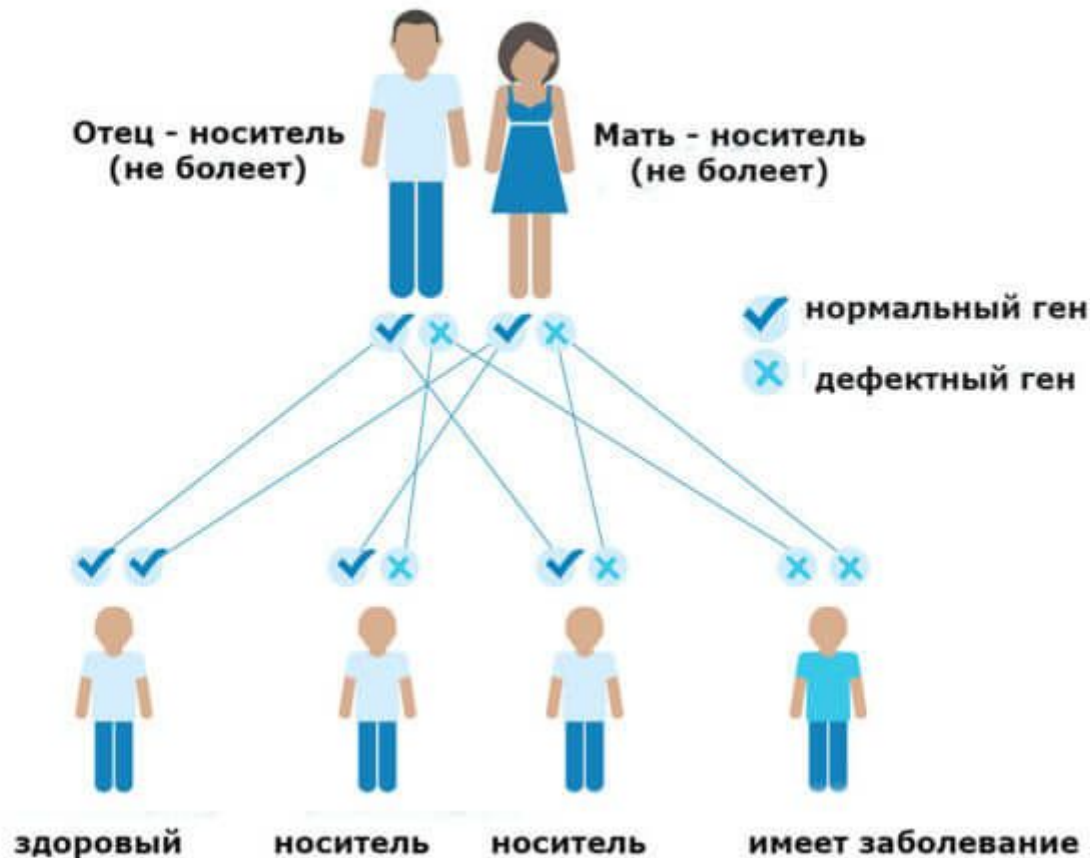 Отец - носитель
(не болеет)
Мать - носитель
(не болеет)
нормальный ген
дефектный ген
здоровый
носитель
носитель
имеет заболевание